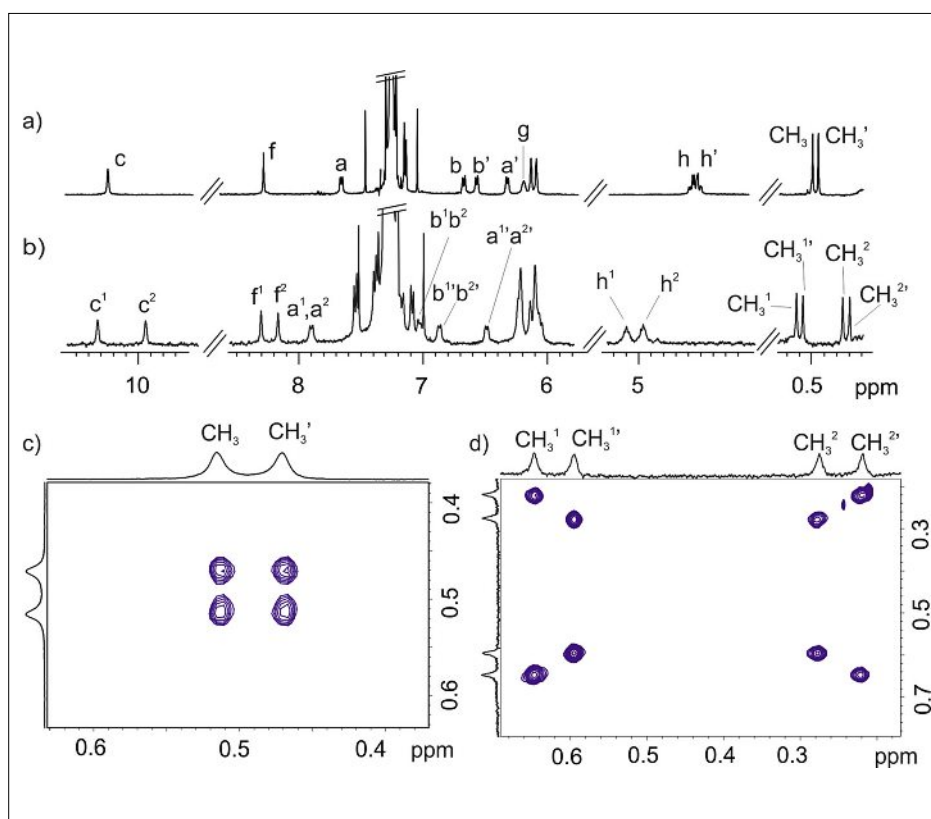 a)
c
f
a
b
b'
a'
g
h
h'
CH₃
CH₃'
b)
c¹
c²
f¹
f²
a¹,a²
b¹b²
b¹'b²'
a¹'a²'
h¹
h²
CH₃¹
CH₃¹'
CH₃²
CH₃²'
10
8
7
6
5
0.5
ppm
c)
CH₃
CH₃'
0.4
0.5
0.6
0.6
0.5
0.4
ppm
d)
CH₃¹
CH₃¹'
CH₃²
CH₃²'
0.3
0.5
0.7
0.6
0.5
0.3
ppm